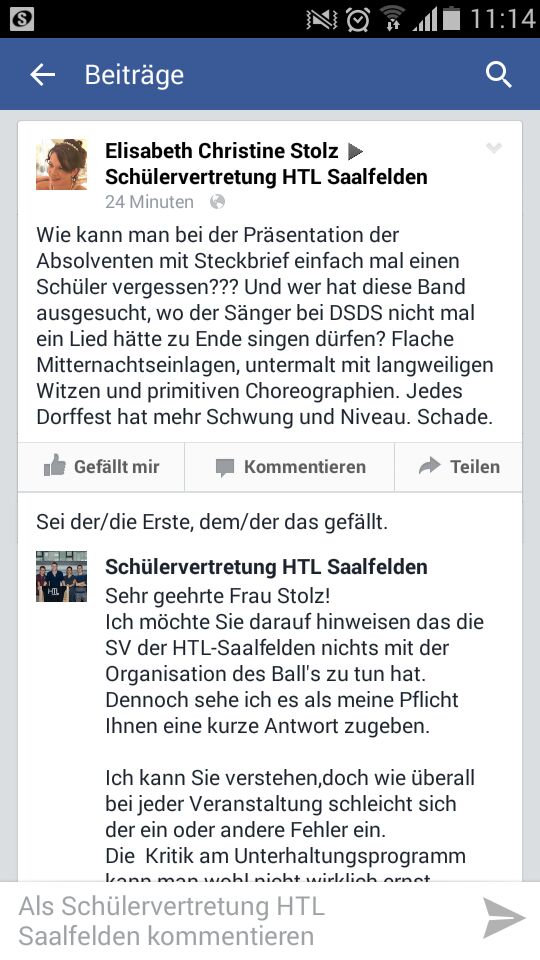 S
11:14
Beiträge
Elisabeth Christine Stolz
Schülervertretung HTL Saalfelden
24 Minuten
Wie kann man bei der Präsentation der
Absolventen mit Steckbrief einfach mal einen
Schüler vergessen??? Und wer hat diese Band
ausgesucht, wo der Sänger bei DSDS nicht mal
ein Lied hätte zu Ende singen dürfen? Flache
Mitternachtseinlagen, untermalt mit langweiligen
Witzen und primitiven Choreographien. Jedes
Dorffest hat mehr Schwung und Niveau. Schade.
Gefällt mir Kommentieren Teilen
Sei der/die Erste, dem/der das gefällt.
HTL
Schülervertretung HTL Saalfelden
Sehr geehrte Frau Stolz!
Ich möchte Sie darauf hinweisen das die
SV der HTL-Saalfelden nichts mit der
Organisation des Ball's zu tun hat.
Dennoch sehe ich es als meine Pflicht
Ihnen eine kurze Antwort zugeben.
Ich kann Sie verstehen,doch wie überall
bei jeder Veranstaltung schleicht sich
der ein oder andere Fehler ein.
Die Kritik am Unterhaltungsprogramm
kann man wohl nicht wirklich ernst
Als Schülervertretung HTL
Saalfelden kommentieren